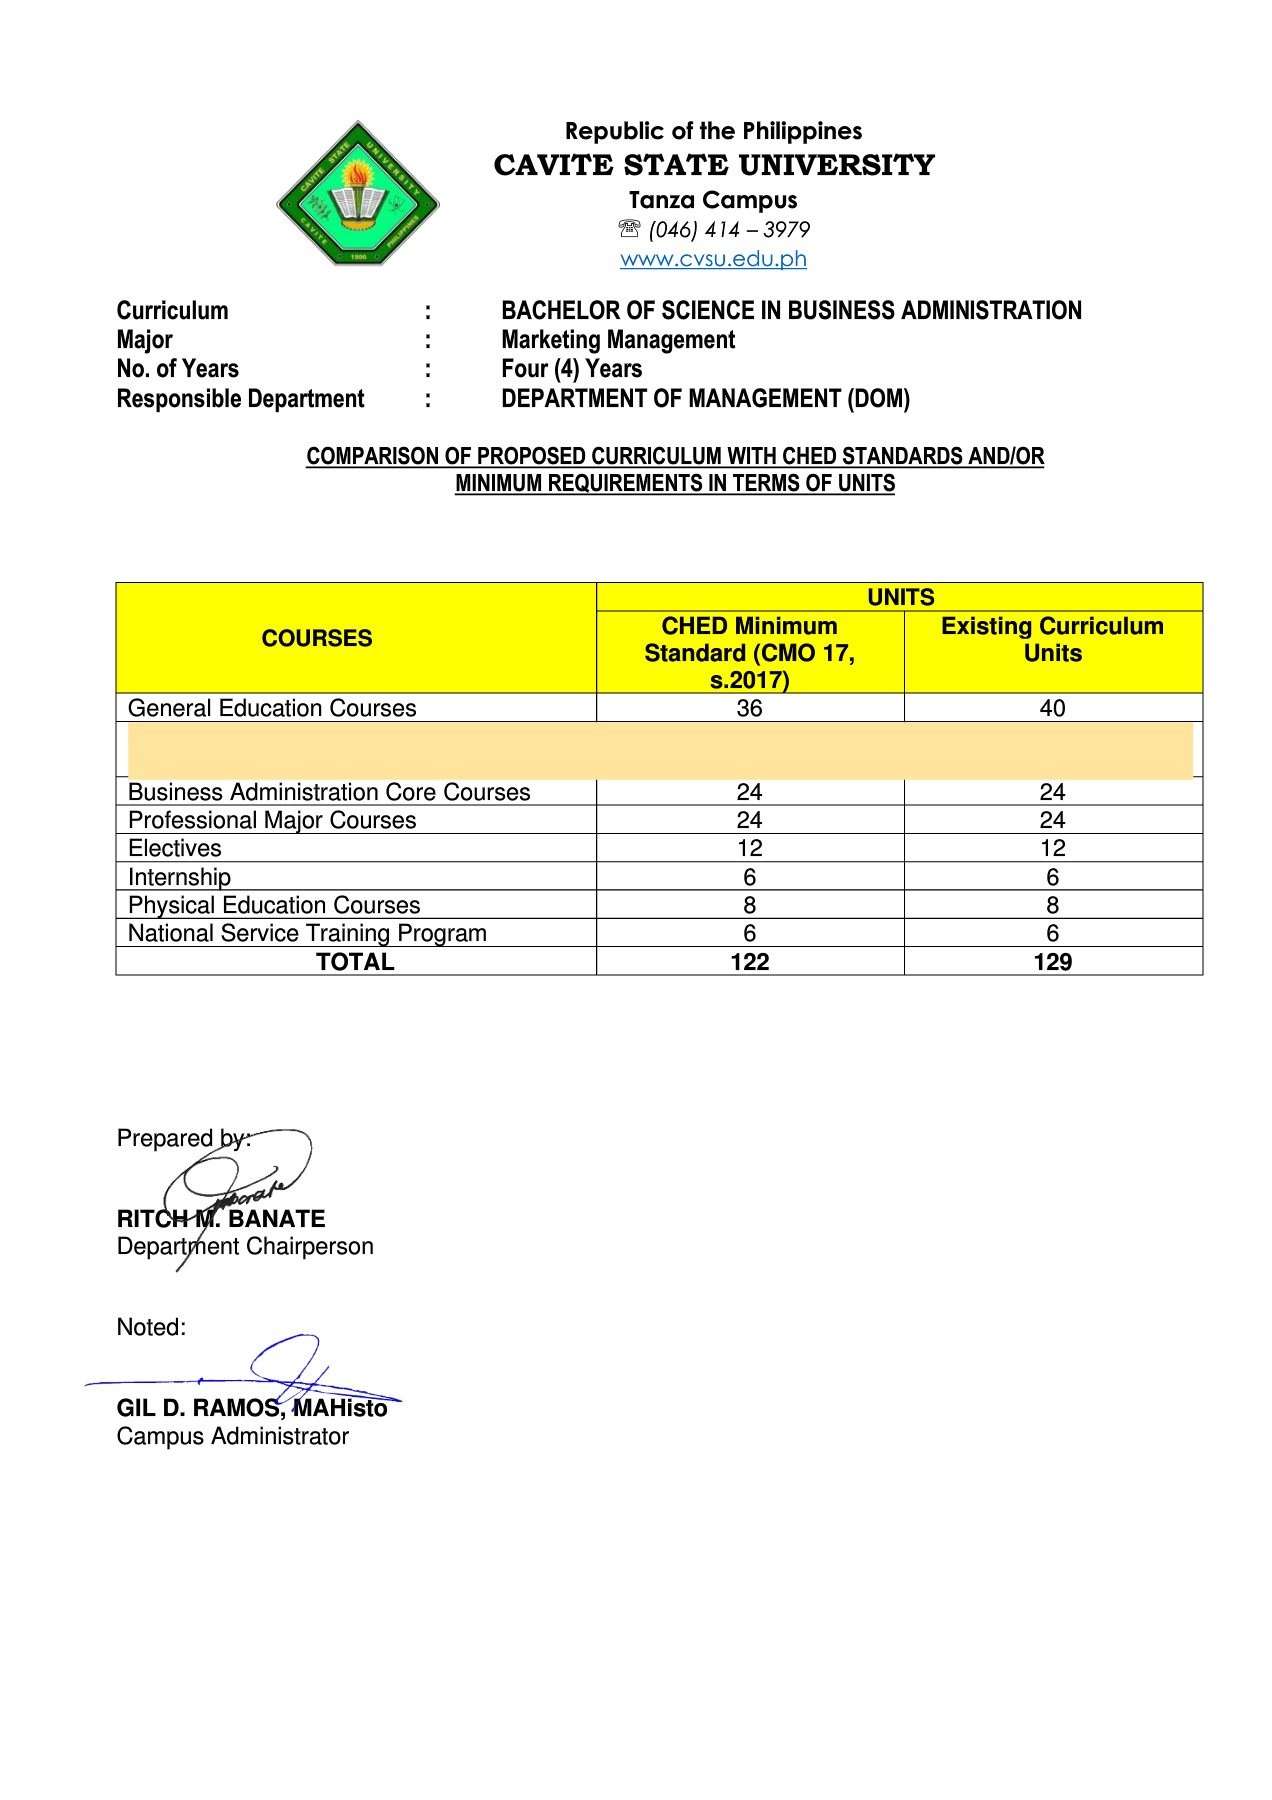 Republic of the Philippines
CAVITE STATE UNIVERSITY
Tanza Campus
☏ (046) 414 – 3979
www.cvsu.edu.ph
CAVITE STATE UNIVERSITY
CAVITE PHILIPPINES
1906
Curriculum : BACHELOR OF SCIENCE IN BUSINESS ADMINISTRATION
Major : Marketing Management
No. of Years : Four (4) Years
Responsible Department : DEPARTMENT OF MANAGEMENT (DOM)
COMPARISON OF PROPOSED CURRICULUM WITH CHED STANDARDS AND/OR
MINIMUM REQUIREMENTS IN TERMS OF UNITS
COURSES UNITS
CHED Minimum Standard (CMO 17, s.2017) Existing Curriculum Units
General Education Courses 36 40
Business Administration Core Courses 24 24
Professional Major Courses 24 24
Electives 12 12
Internship 6 6
Physical Education Courses 8 8
National Service Training Program 6 6
TOTAL 122 129
Prepared by:
RITCH M. BANATE
Department Chairperson
Noted:
GIL D. RAMOS, MAHisto
Campus Administrator